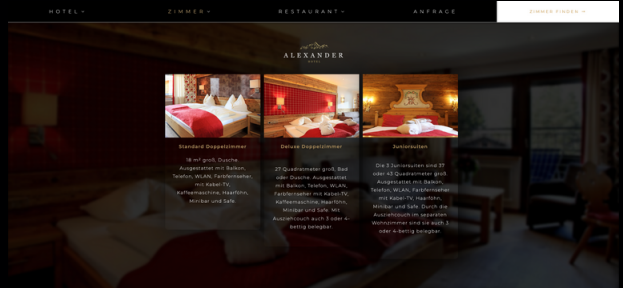 HOTEL
ZIMMER
RESTAURANT
ANFRAGE
ZIMMER FINDEN
ALEXANDER
HOTEL
Standard Doppelzimmer
18 m² groß, Dusche.
Ausgestattet mit Balkon,
Telefon, WLAN, Farbfernseher,
mit Kabel-TV,
Kaffeemaschine, Haarföhn,
Minibar und Safe
Deluxe Doppelzimmer
27 Quadratmeter groß, Bad
oder Dusche. Ausgestattet
mit Balkon, Telefon, WLAN,
Farbfernseher mit Kabel-TV,
Kaffeemaschine, Haarföhn,
Minibar und Safe. Mit
Ausziehcouch auch 3 oder 4-
bettig belegbar.
Juniorsuiten
Die 3 Juniorsuiten sind 37
oder 43 Quadratmeter groß.
Ausgestattet mit Balkon,
Telefon, WLAN, Farbfernseher
mit Kabel-TV, Haarföhn,
Minibar und Safe. Durch die
Ausziehcouch im separaten
Wohnzimmer sind sie auch 3
oder 4-bettig belegbar.